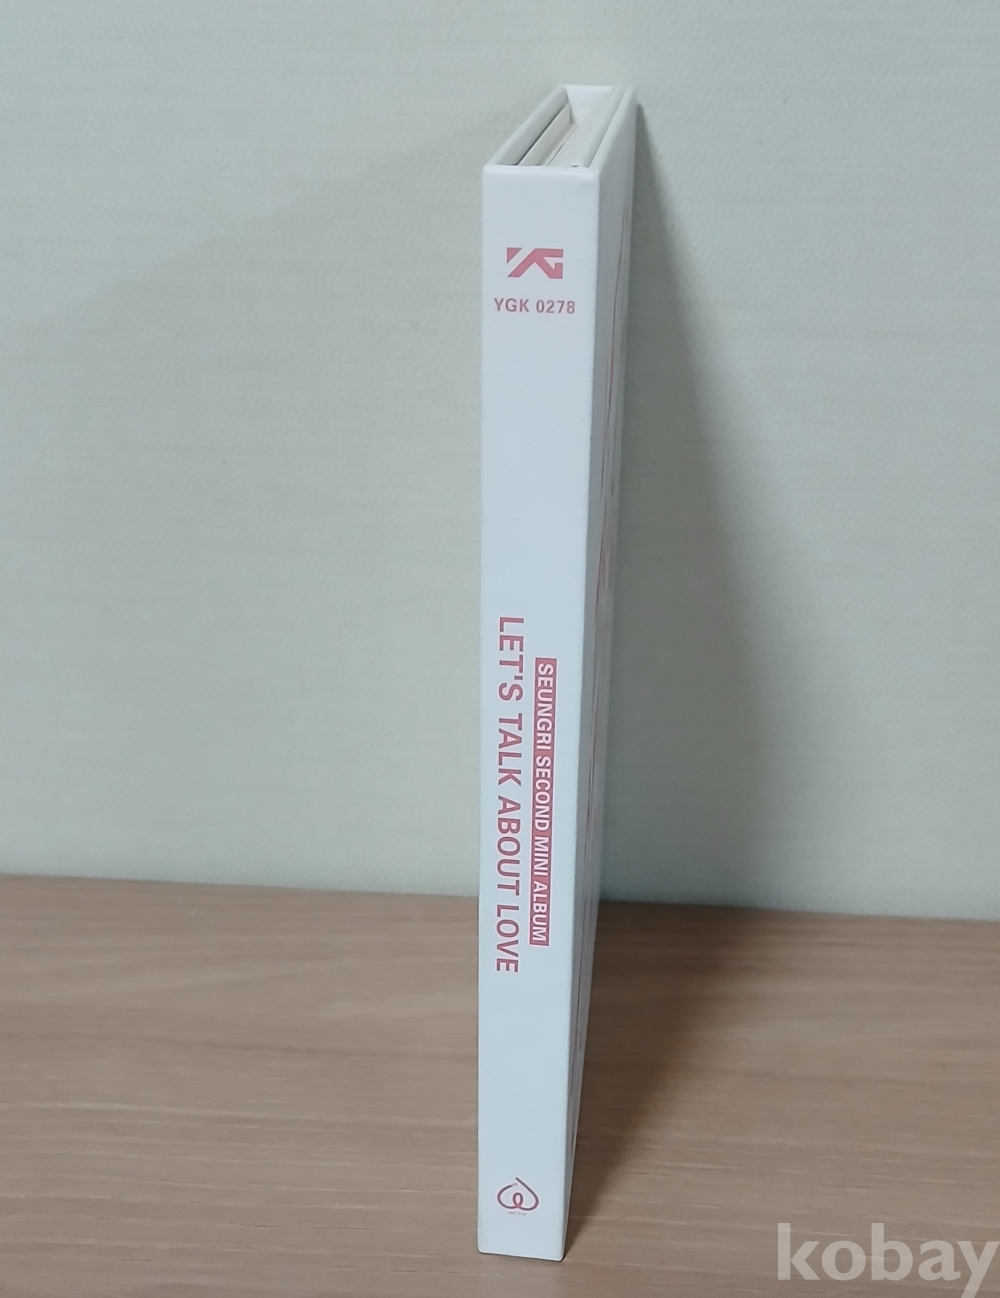 YG
YGK 0278
SEUNGRI SECOND MINI ALBUM
LET'S TALK ABOUT LOVE
kobay